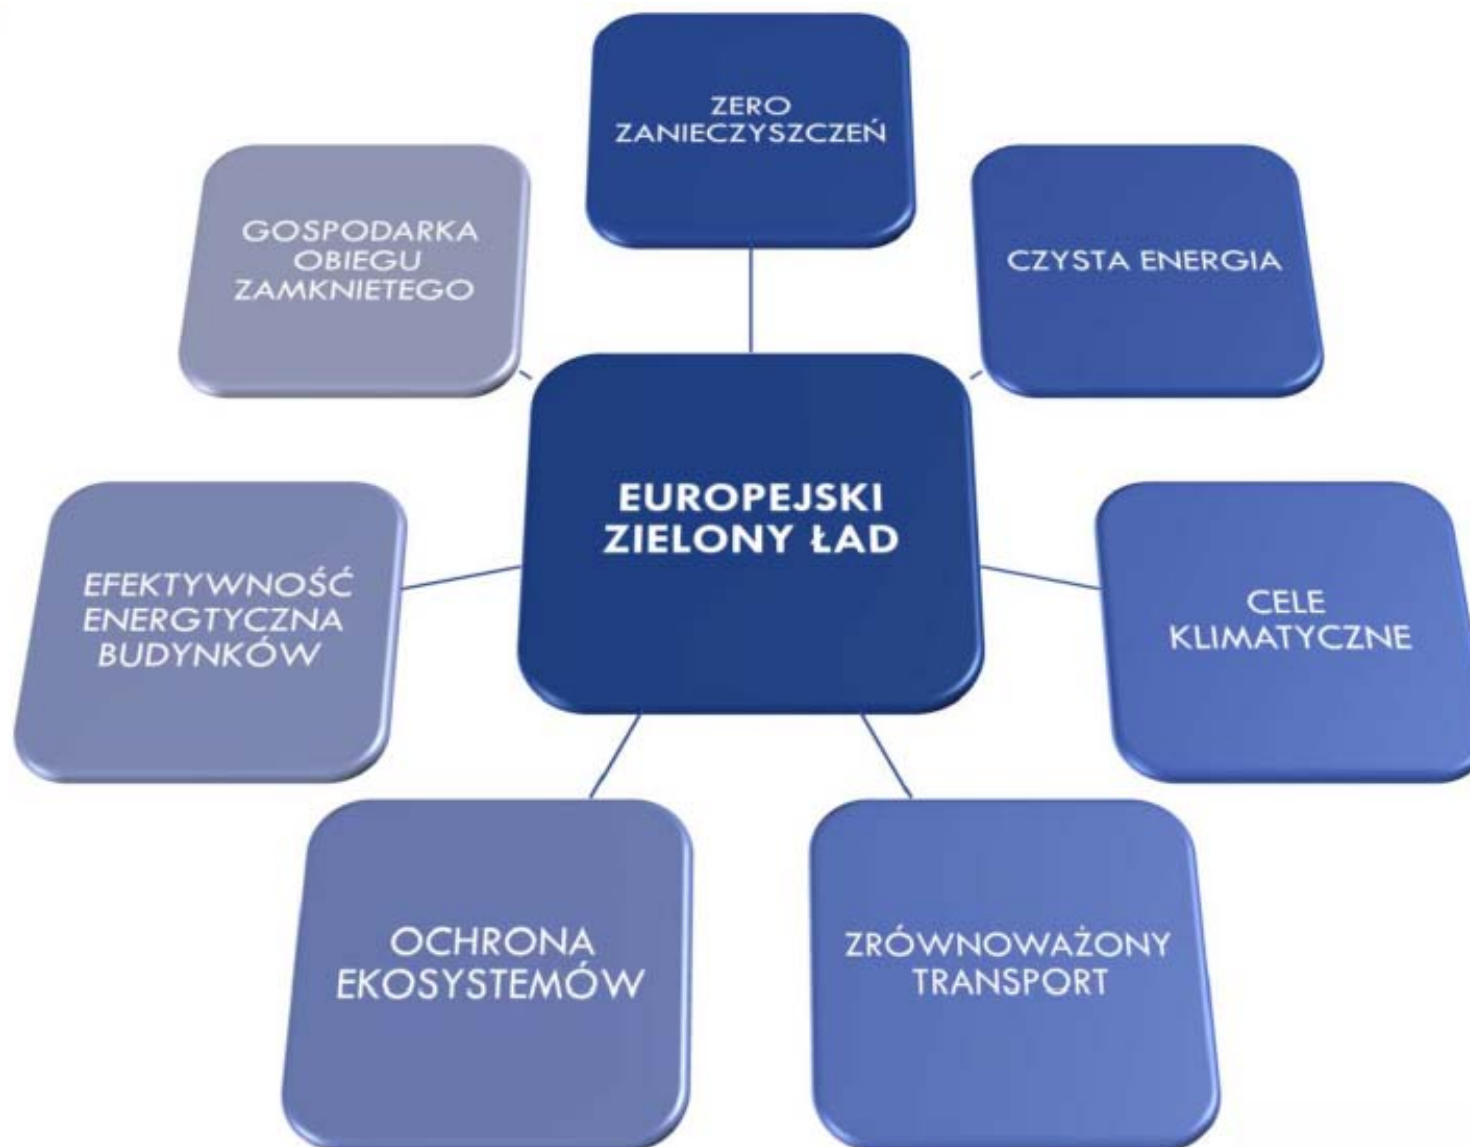 ZERO
ZANIECZYSZCZEŃ
GOSPODARKA
OBIEGU
ZAMKNIETEGO
CZYSTA ENERGIA
EUROPEJSKI
ZIELONY ŁAD
EFEKTYWNOŚĆ
ENERGTYCZNA
BUDYNKÓW
CELE
KLIMATYCZNE
OCHRONA
EKOSYSTEMÓW
ZRÓWNOWAŻONY
TRANSPORT